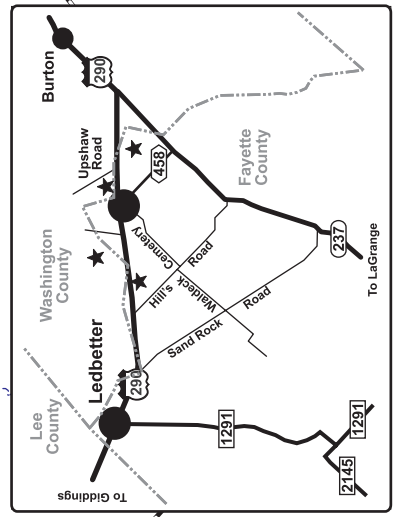 Burton
290
Upshaw
Road
458
Fayette
County
Washington
County
Cemetery
Road
Hill's
Waldeck
237
To LaGrange
Road
Sand Rock
Ledbetter
290
Lee
County
1291
1291
2145
To Giddings